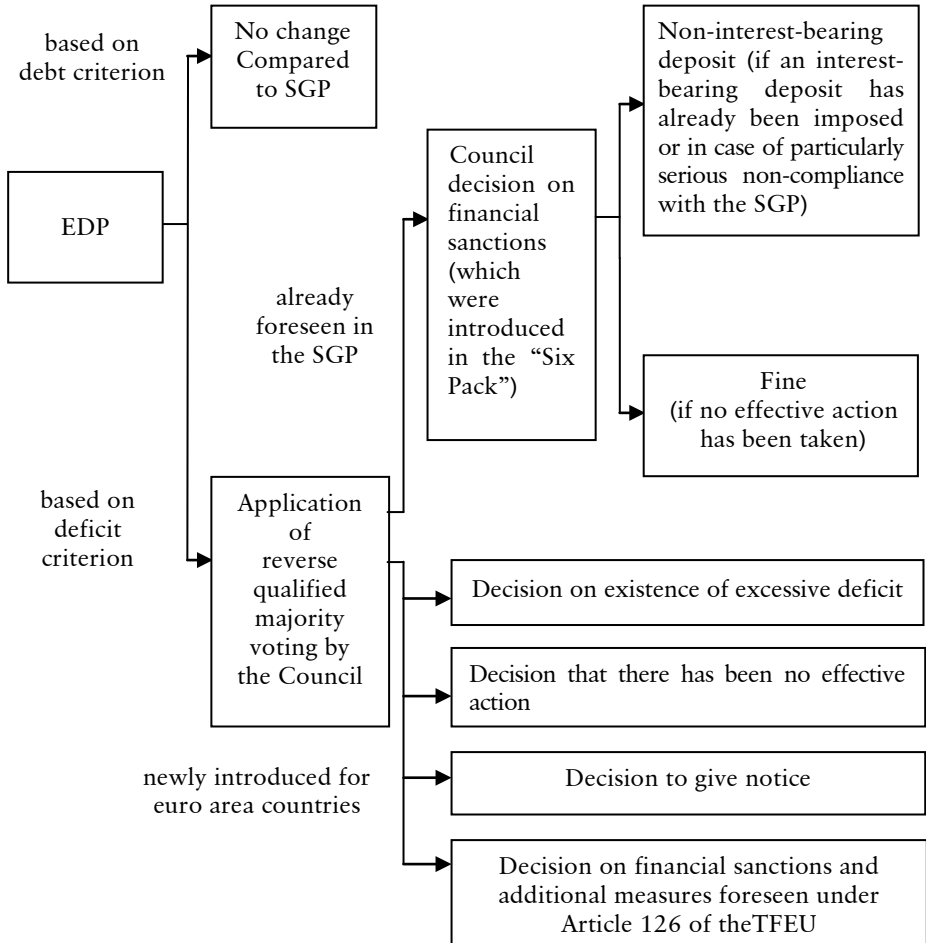 based on
debt criterion
No change
Compared
to SGP
EDP
based on
deficit
criterion
Application
of
reverse
qualified
majority
voting by
the Council
already
foreseen in
the SGP
Council
decision on
financial
sanctions
(which
were
introduced
in the “Six
Pack”)
Non-interest-bearing
deposit (if an interest-
bearing deposit has
already been imposed
or in case of particularly
serious non-compliance
with the SGP)
Fine
(if no effective action
has been taken)
newly introduced for
euro area countries
Decision on existence of excessive deficit
Decision that there has been no effective
action
Decision to give notice
Decision on financial sanctions and
additional measures foreseen under
Article 126 of theTFEU